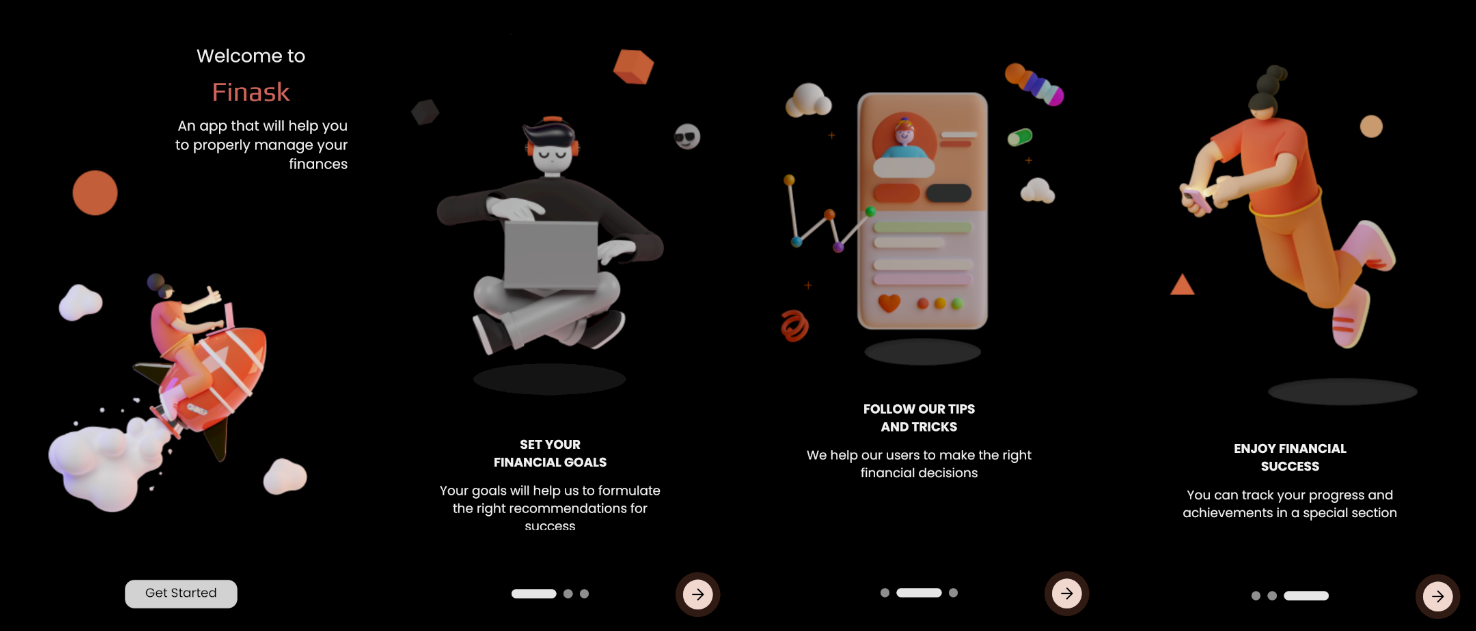 Welcome to
Finask
An app that will help you
to properly manage your
finances
Get Started
SET YOUR
FINANCIAL GOALS
Your goals will help us to formulate
the right recommendations for
success
FOLLOW OUR TIPS
AND TRICKS
We help our users to make the right
financial decisions
ENJOY FINANCIAL
SUCCESS
You can track your progress and
achievements in a special section